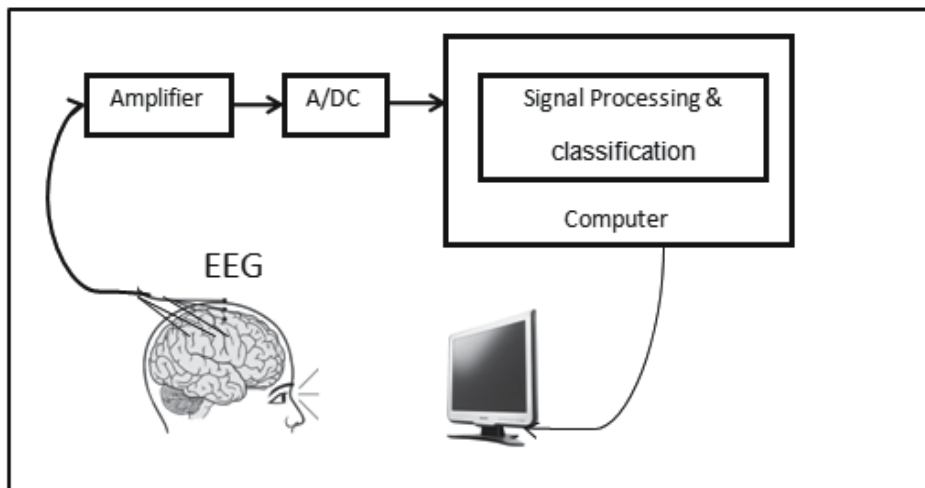 Amplifier
A/DC
Signal Processing &
classification
Computer
EEG